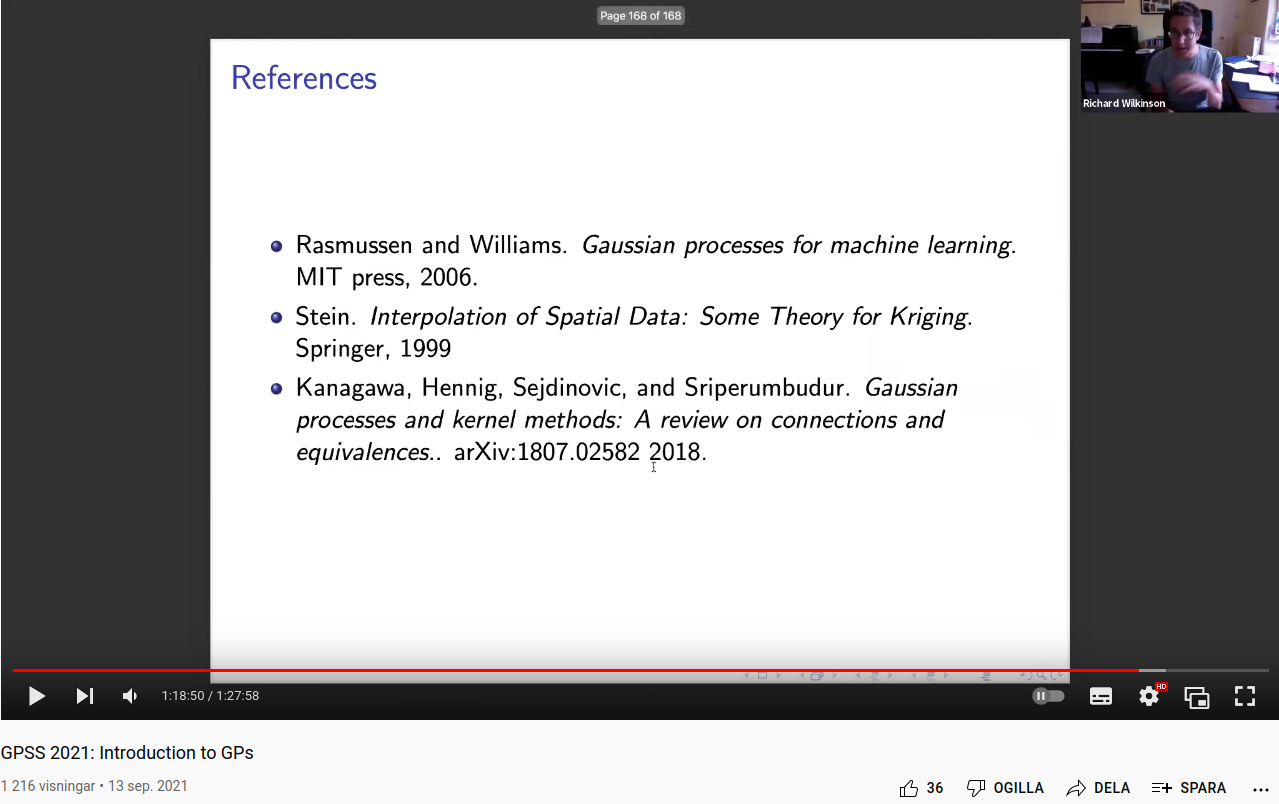 Page 168 of 168
References
Richard Wilkinson
Rasmussen and Williams. Gaussian processes for machine learning.
MIT press, 2006.
Stein. Interpolation of Spatial Data: Some Theory for Kriging.
Springer, 1999
Kanagawa, Hennig, Sejdinovic, and Sriperumbudur. Gaussian
processes and kernel methods: A review on connections and
equivalences.. arXiv:1807.02582 2018.
1:18:50 / 1:27:58
HD
GPSS 2021: Introduction to GPs
1 216 visningar • 13 sep. 2021
36 OGILLA DELA SPARA